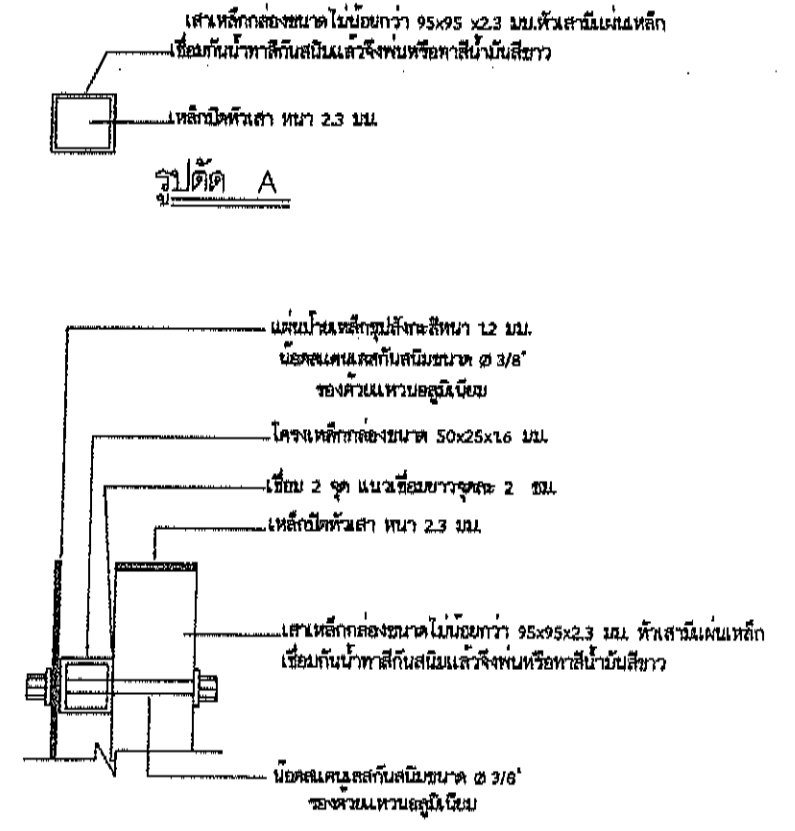 เสาเหล็กกล่องขนาดไม่น้อยกว่า 95x95 x2.3 มม.หัวเสามีแผ่นเหล็ก
เชื่อมกันน้ำทาสีกันสนิมแล้วจึงพ่นหรือทาสีน้ำมันสีขาว
เหล็กปิดหัวเสา หนา 2.3 มม.
รูปตัด A
แผ่นป้ายเหล็กชุปสังกะสีหนา 1.2 มม.
น๊อตสแตนเลสกันสนิมขนาด Ø 3/8"
รองด้วยแหวนอลูมิเนียม
โครงเหล็กกล่องขนาด 50x25x1.6 มม.
เชื่อม 2 จุด แนวเชื่อมยาวจุดละ 2 ซม.
เหล็กปิดหัวเสา หนา 2.3 มม.
เสาเหล็กกล่องขนาดไม่น้อยกว่า 95x95x2.3 มม. หัวเสามีแผ่นเหล็ก
เชื่อมกันน้ำทาสีกันสนิมแล้วจึงพ่นหรือทาสีน้ำมันสีขาว
น๊อตสแตนเลสกันสนิมขนาด Ø 3/8"
รองด้วยแหวนอลูมิเนียม